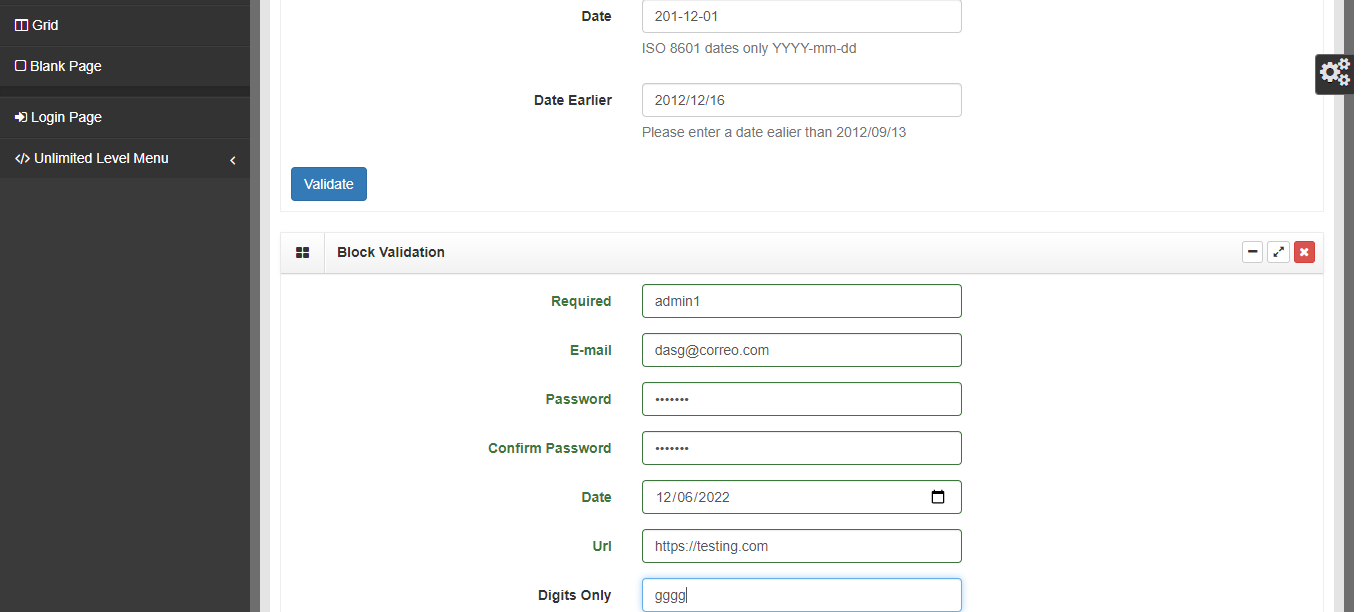 Grid
Blank Page
Login Page
Unlimited Level Menu
Date
201-12-01
ISO 8601 dates only YYYY-mm-dd
Date Earlier
2012/12/16
Please enter a date ealier than 2012/09/13
Validate
Block Validation
Required
admin1
E-mail
dasg@correo.com
Password
•••••••
Confirm Password
•••••••
Date
12/06/2022
Url
https://testing.com
Digits Only
gggg